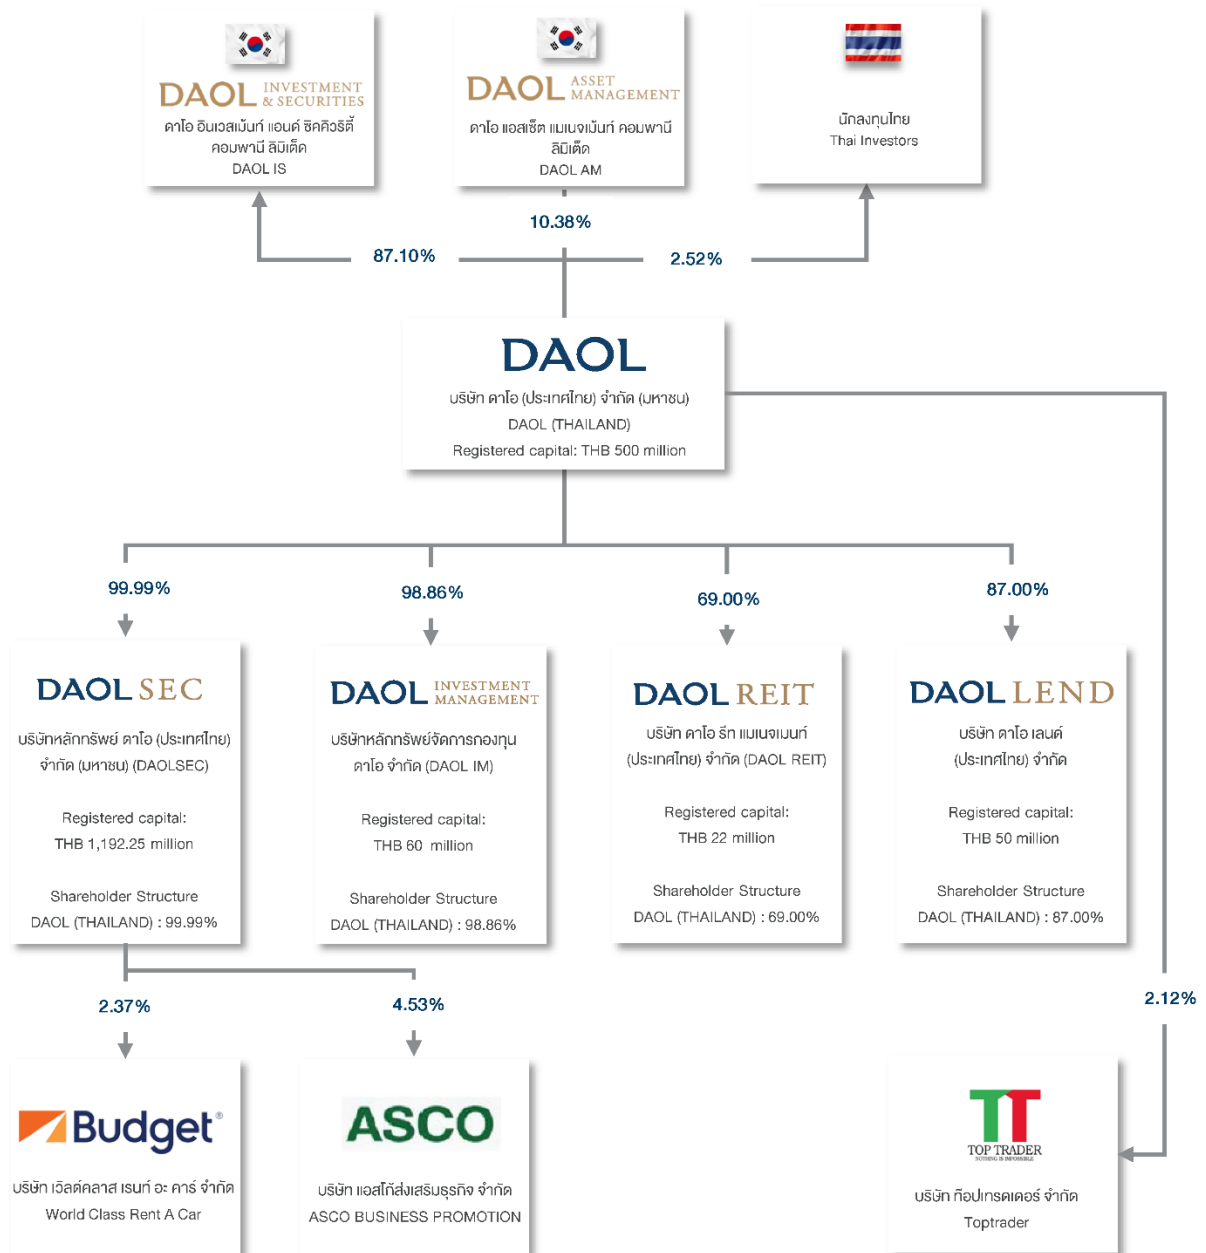 DAOL INVESTMENT
& SECURITIES
ดาโอ อินเวสเม้นท์ แอนด์ ซิคคิวริตี้
คอมพานี ลิมิเต็ด
DAOL IS
DAOL ASSET
MANAGEMENT
ดาโอ แอสเซ็ต แมเนจเม้นท์ คอมพานี
ลิมิเต็ด
DAOL AM
นักลงทุนไทย
Thai Investors
10.38%
87.10%
2.52%
DAOL
บริษัท ดาโอ (ประเทศไทย) จำกัด (มหาชน)
DAOL (THAILAND)
Registered capital: THB 500 million
99.99%
98.86%
69.00%
87.00%
DAOL SEC
บริษัทหลักทรัพย์ ดาโอ (ประเทศไทย)
จำกัด (มหาชน) (DAOLSEC)
Registered capital:
THB 1,192.25 million
Shareholder Structure
DAOL (THAILAND) : 99.99%
DAOL INVESTMENT
MANAGEMENT
บริษัทหลักทรัพย์จัดการกองทุน
ดาโอ จำกัด (DAOL IM)
Registered capital:
THB 60 million
Shareholder Structure
DAOL (THAILAND) : 98.86%
DAOL REIT
บริษัท ดาโอ รีท แมเนจเมนท์
(ประเทศไทย) จำกัด (DAOL REIT)
Registered capital:
THB 22 million
Shareholder Structure
DAOL (THAILAND) : 69.00%
DAOL LEND
บริษัท ดาโอ เลนด์
(ประเทศไทย) จำกัด
Registered capital:
THB 50 million
Shareholder Structure
DAOL (THAILAND) : 87.00%
2.37%
4.53%
2.12%
Budget®
บริษัท เวิลด์คลาส เรนท์ อะ คาร์ จำกัด
World Class Rent A Car
ASCO
บริษัท แอสโก้ส่งเสริมธุรกิจ จำกัด
ASCO BUSINESS PROMOTION
TT
TOP TRADER
NOTHING IS IMPOSSIBLE
บริษัท ท็อปเทรดเดอร์ จำกัด
Toptrader